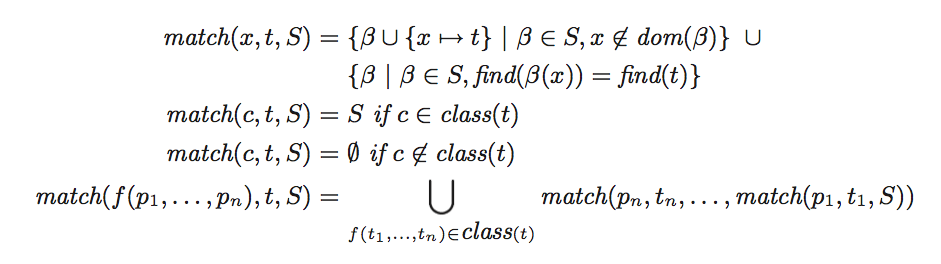 match(x, t, S) = {β ∪ {x ↦ t} | β ∈ S, x ∉ dom(β)} ∪
{β | β ∈ S, find(β(x)) = find(t)}
match(c, t, S) = S if c ∈ class(t)
match(c, t, S) = ∅ if c ∉ class(t)
match(f(p₁, . . . , pₙ), t, S) = ⋃ match(pₙ, tₙ, . . . , match(p₁, t₁, S))
f(t₁,...,tₙ)∈class(t)